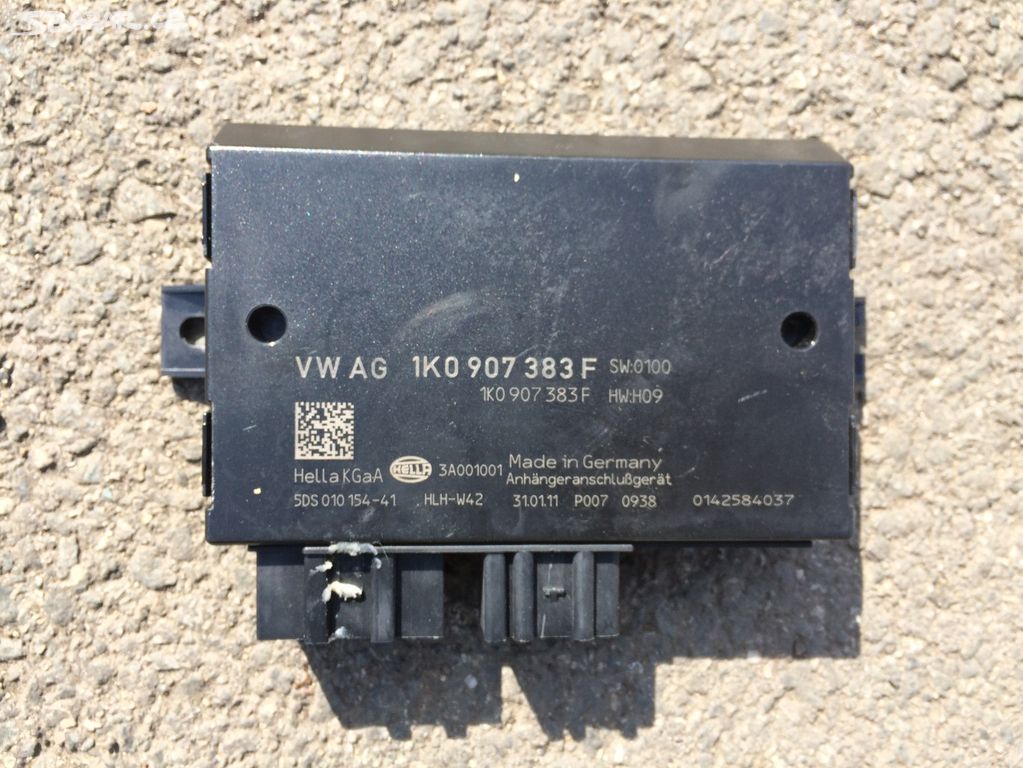 VW AG 1K0 907 383 F SW:0100
1K0 907 383 F HW:H09
Hella KGaA HELLA 3A001001 Made in Germany
Anhängeranschlußgerät
5DS 010 154-41 HLH-W42 31.01.11 P007 0938 0142584037